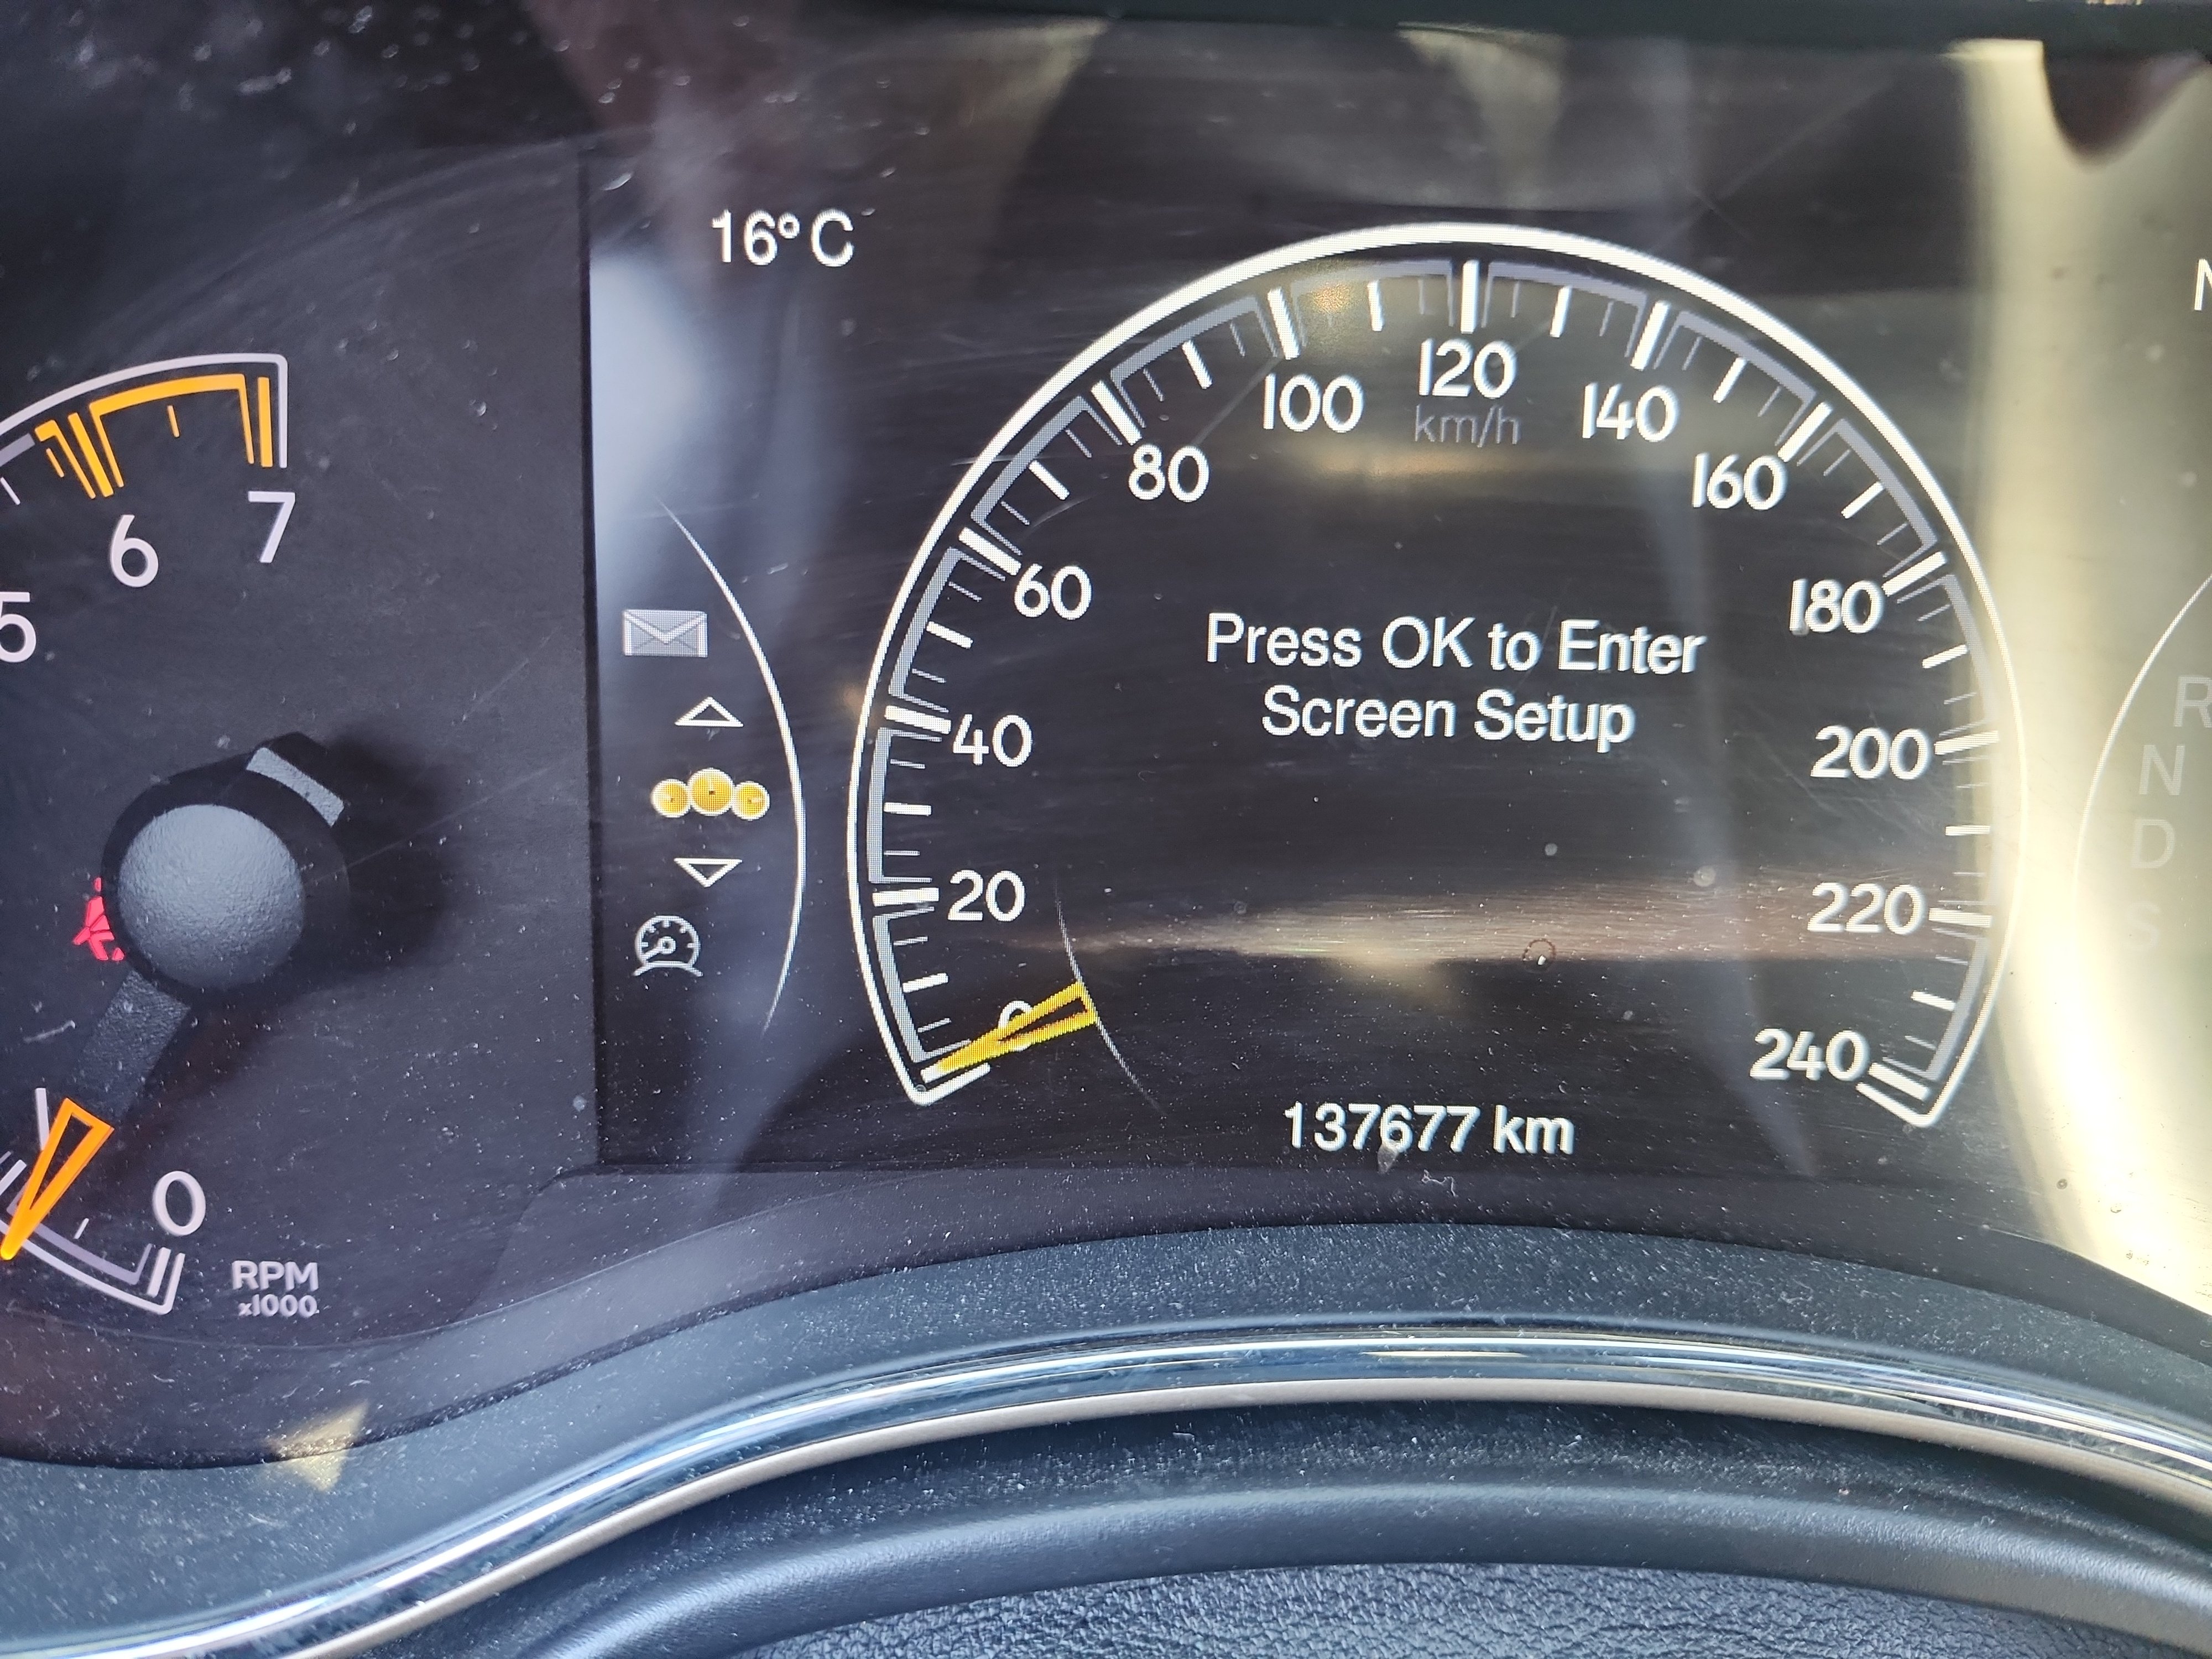 16°C
5
6
7
0
RPM
x1000
0
20
40
60
80
100
120
km/h
140
160
180
200
220
240
Press OK to Enter
Screen Setup
137677 km
N
R
N
D
S